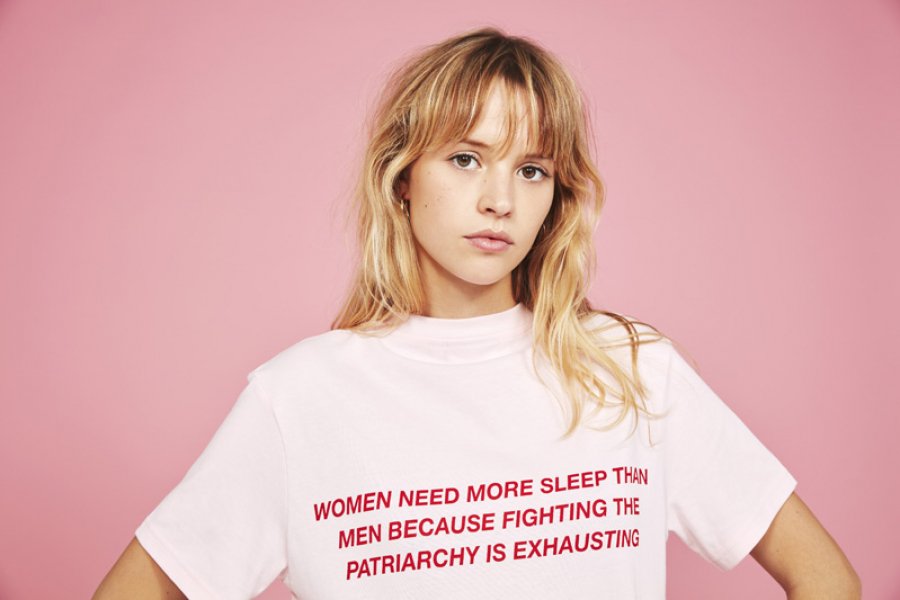 WOMEN NEED MORE SLEEP THAN
MEN BECAUSE FIGHTING THE
PATRIARCHY IS EXHAUSTING